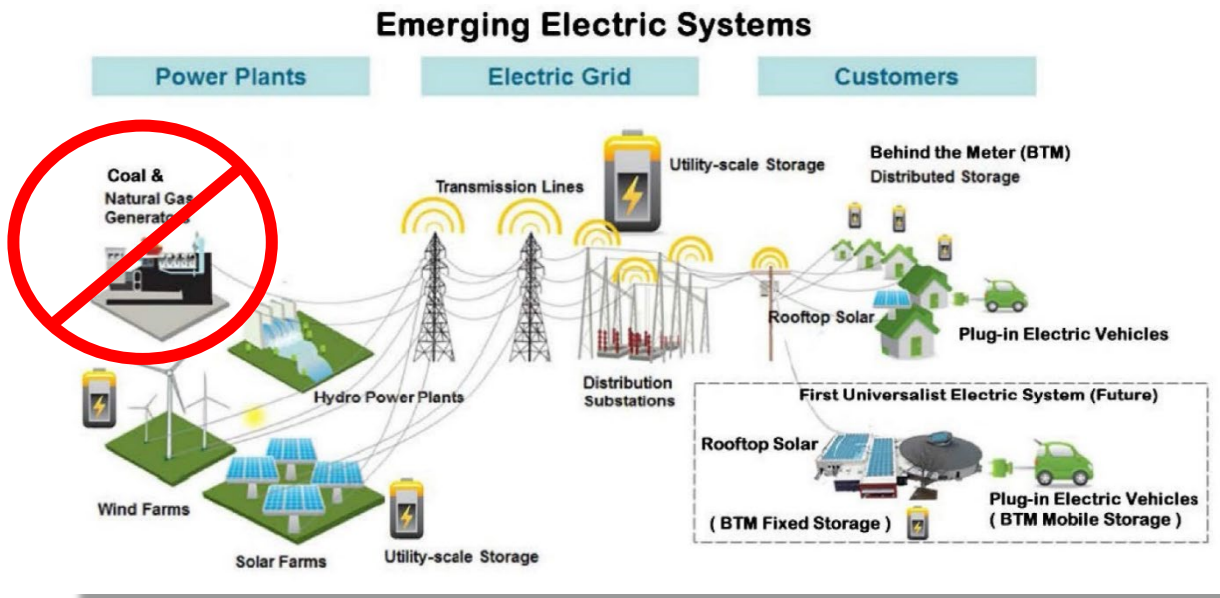 Emerging Electric Systems
Power Plants
Electric Grid
Customers
Coal &
Natural Gas
Generators
Transmission Lines
Utility-scale Storage
Behind the Meter (BTM)
Distributed Storage
Rooftop Solar
Plug-in Electric Vehicles
Hydro Power Plants
Distribution
Substations
Wind Farms
Solar Farms
Utility-scale Storage
First Universalist Electric System (Future)
Rooftop Solar
( BTM Fixed Storage )
Plug-in Electric Vehicles
( BTM Mobile Storage )